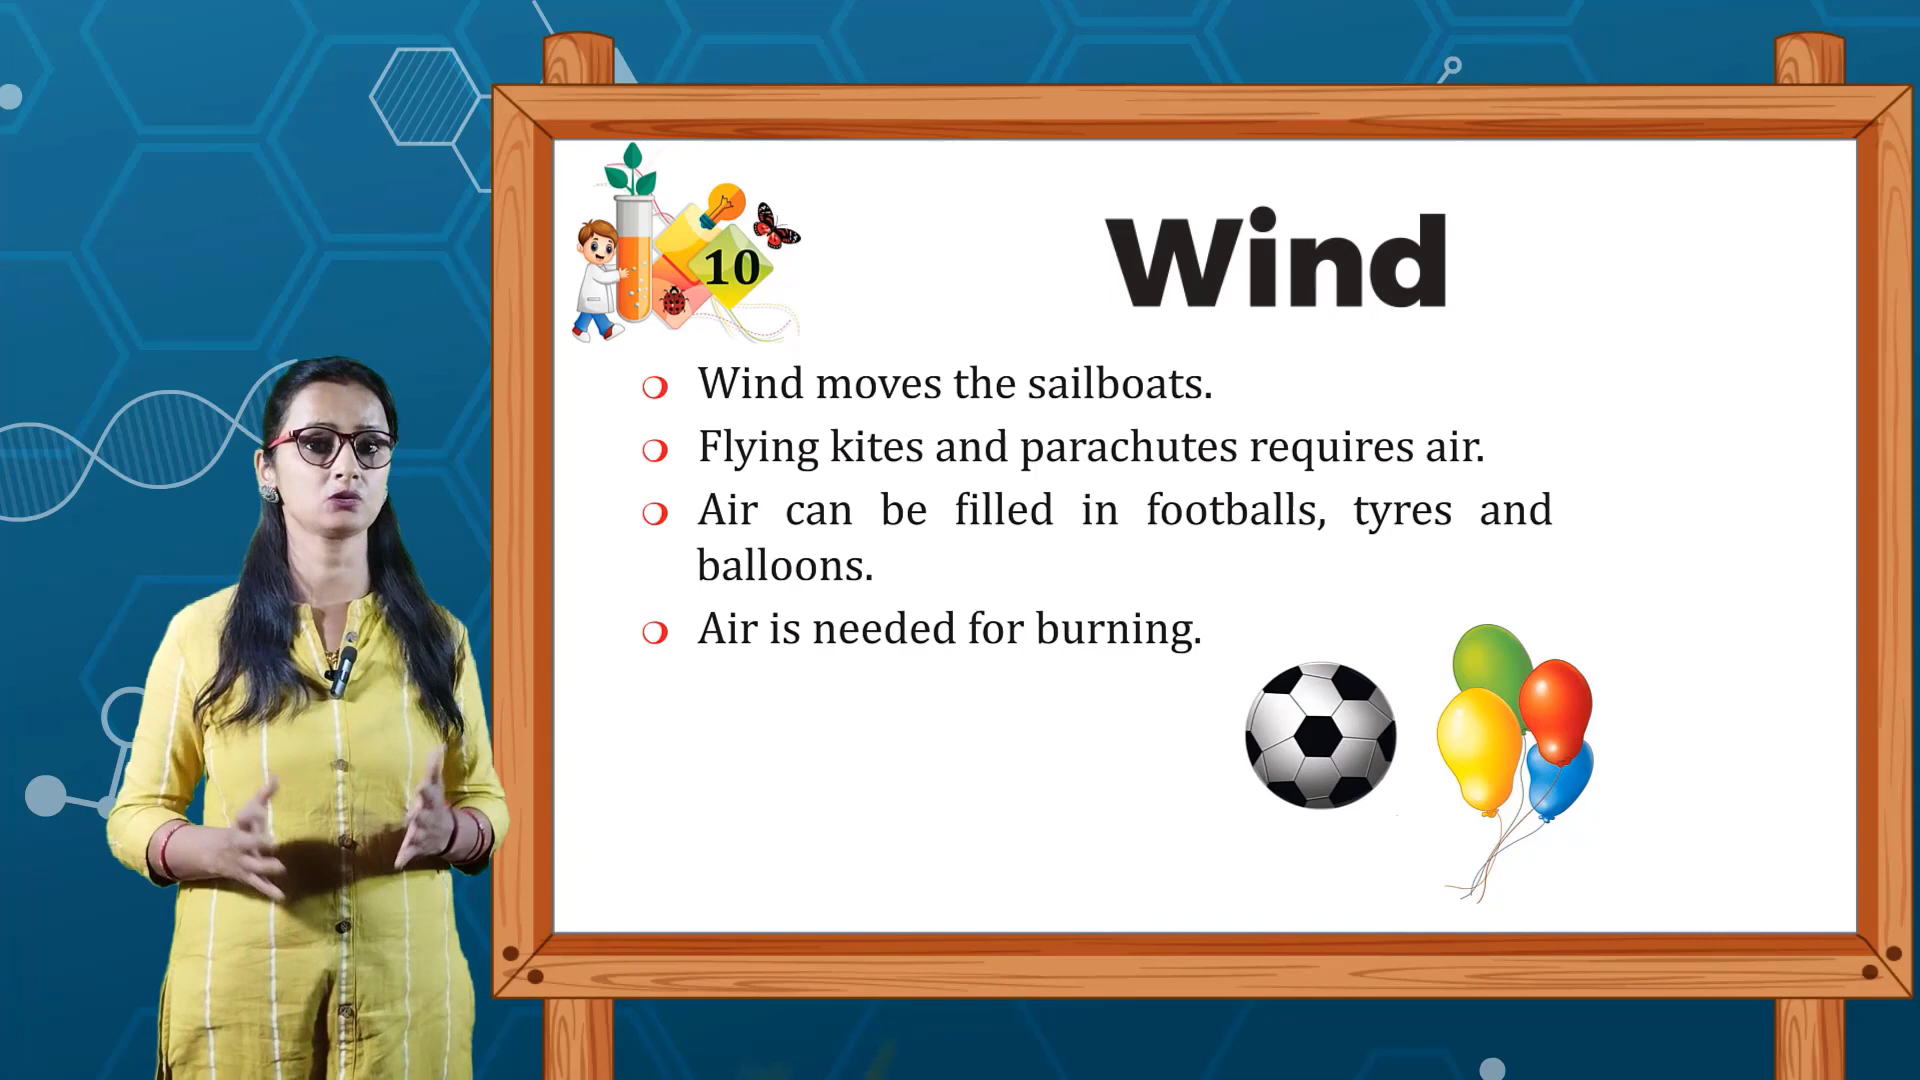 10
Wind
Wind moves the sailboats.
Flying kites and parachutes requires air.
Air can be filled in footballs, tyres and
balloons.
Air is needed for burning.